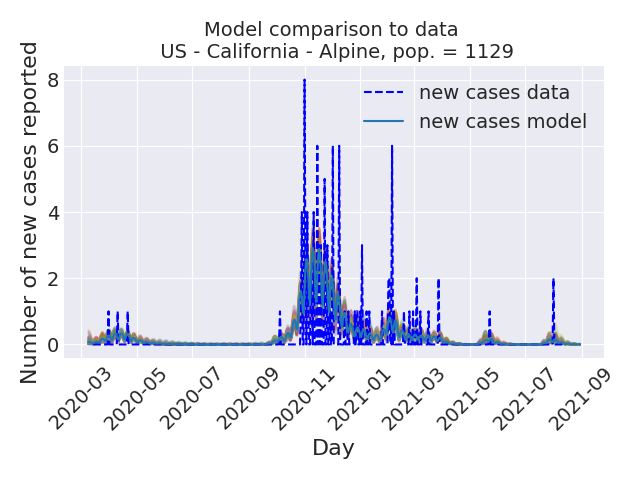 Model comparison to data
US - California - Alpine, pop. = 1129
Number of new cases reported
8
6
4
2
0
new cases data
new cases model
2020-03
2020-05
2020-07
2020-09
2020-11
2021-01
2021-03
2021-05
2021-07
2021-09
Day